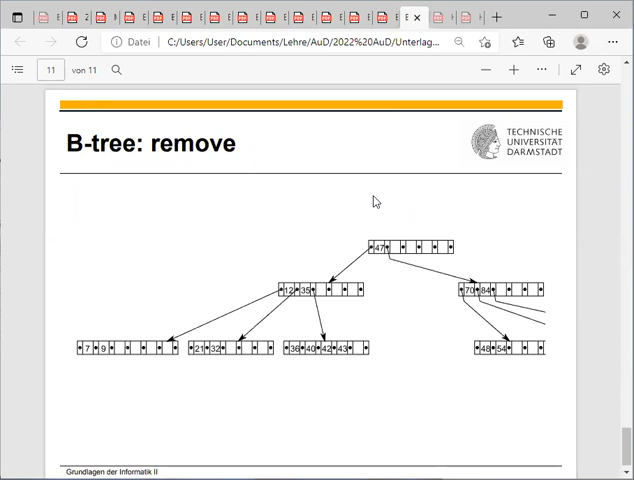 Datei C:/Users/User/Documents/Lehre/AuD/2022%20AuD/Unterlag...
11 von 11
B-tree: remove
TECHNISCHE
UNIVERSITÄT
DARMSTADT
47
12 35
70 84
7 9
21 32
36 40 42 43
48 54
Grundlagen der Informatik II